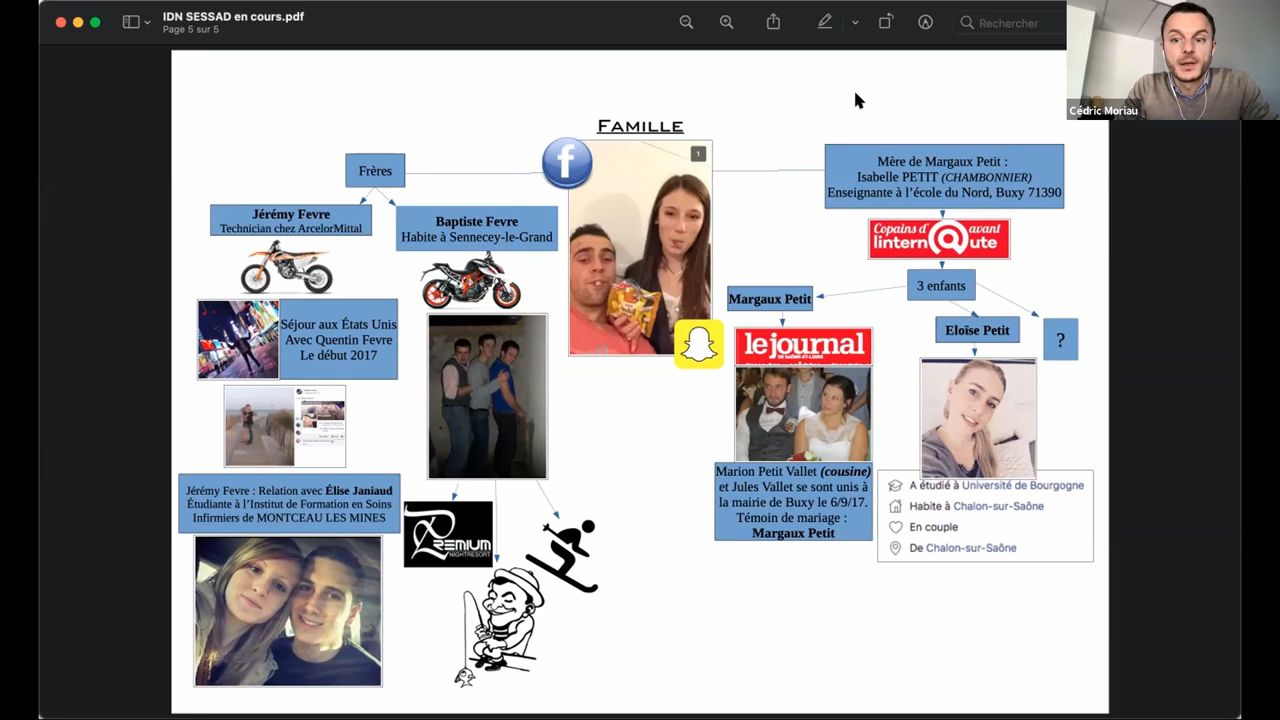 IDN SESSAD en cours.pdf
Page 5 sur 5
Rechercher
Cédric Moriau
FAMILLE
f
1
Frères
Jérémy Fevre
Technicien chez ArcelorMittal
Baptiste Fevre
Habite à Sennecey-le-Grand
Séjour aux États Unis
Avec Quentin Fevre
Le début 2017
Jérémy Fevre : Relation avec Élise Janiaud
Étudiante à l'Institut de Formation en Soins
Infirmiers de MONTCEAU LES MINES
PREMIUM
NIGHTRESORT
Mère de Margaux Petit :
Isabelle PETIT (CHAMBONNIER)
Enseignante à l'école du Nord, Buxy 71390
Copains d'avant
linternaute
3 enfants
Margaux Petit
Eloïse Petit
?
le journal
DE SAÔNE-ET-LOIRE
Marion Petit Vallet (cousine)
et Jules Vallet se sont unis à
la mairie de Buxy le 6/9/17.
Témoin de mariage :
Margaux Petit
A étudié à Université de Bourgogne
Habite à Chalon-sur-Saône
En couple
De Chalon-sur-Saône